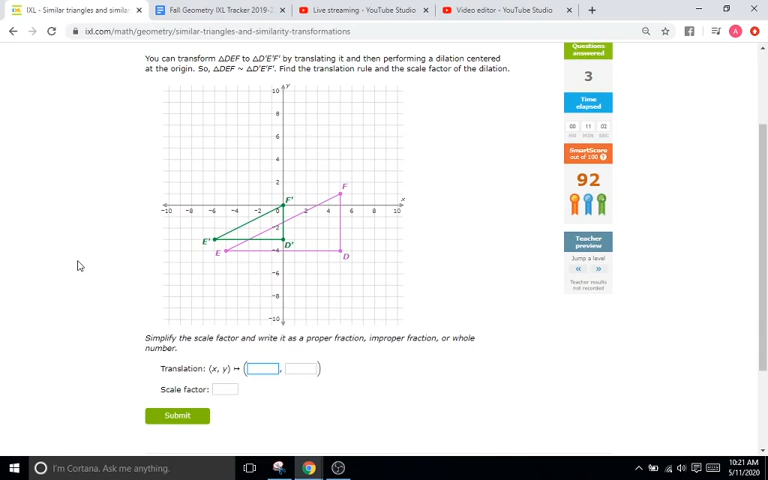 IXL - Similar triangles and similar
Fall Geometry IXL Tracker 2019-2
Live streaming - YouTube Studio
Video editor - YouTube Studio
ixl.com/math/geometry/similar-triangles-and-similarity-transformations
A
You can transform △DEF to △D'E'F' by translating it and then performing a dilation centered
at the origin. So, △DEF ~ △D'E'F'. Find the translation rule and the scale factor of the dilation.
Questions
answered
3
Time
elapsed
00 11 02
HR MIN SEC
SmartScore
out of 100 ?
92
Teacher
preview
Jump a level
« »
Teacher results
not recorded
y
10
8
6
4
2
F
F'
x
-10 -8 -6 -4 -2 0 2 4 6 8 10
-2
E' D'
-4
E D
-6
-8
-10
Simplify the scale factor and write it as a proper fraction, improper fraction, or whole
number.
Translation: (x, y) ↦ ( , )
Scale factor:
Submit
I'm Cortana. Ask me anything.
10:21 AM
5/11/2020